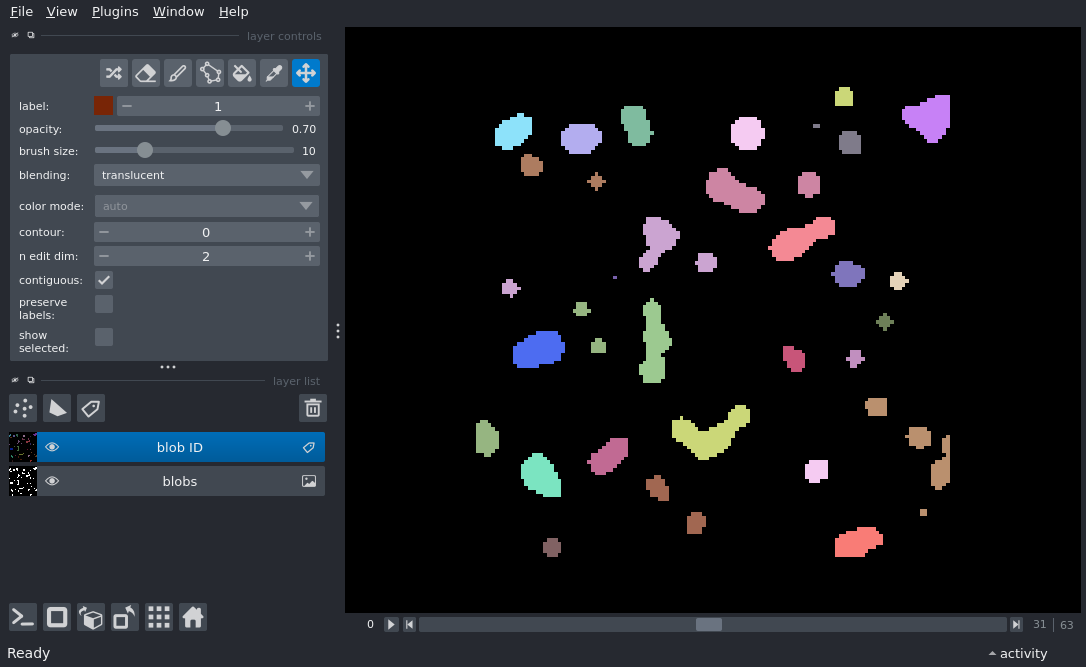 File View Plugins Window Help
layer controls
label: 1
opacity: 0.70
brush size: 10
blending: translucent
color mode: auto
contour: 0
n edit dim: 2
contiguous:
preserve
labels:
show
selected:
layer list
blob ID
blobs
0 31 63
Ready activity